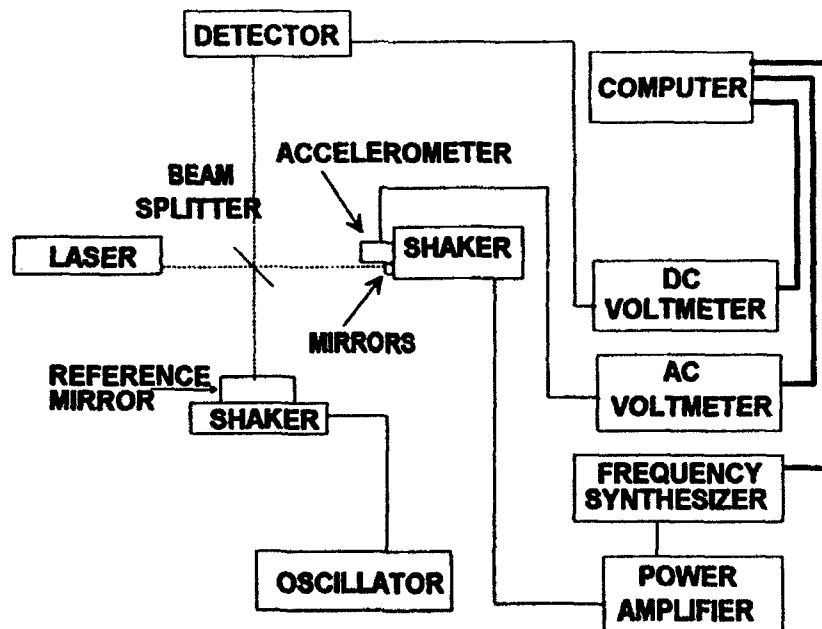 DETECTOR
COMPUTER
ACCELEROMETER
BEAM
SPLITTER
LASER
SHAKER
DC
VOLTMETER
MIRRORS
REFERENCE
MIRROR
SHAKER
AC
VOLTMETER
FREQUENCY
SYNTHESIZER
OSCILLATOR
POWER
AMPLIFIER